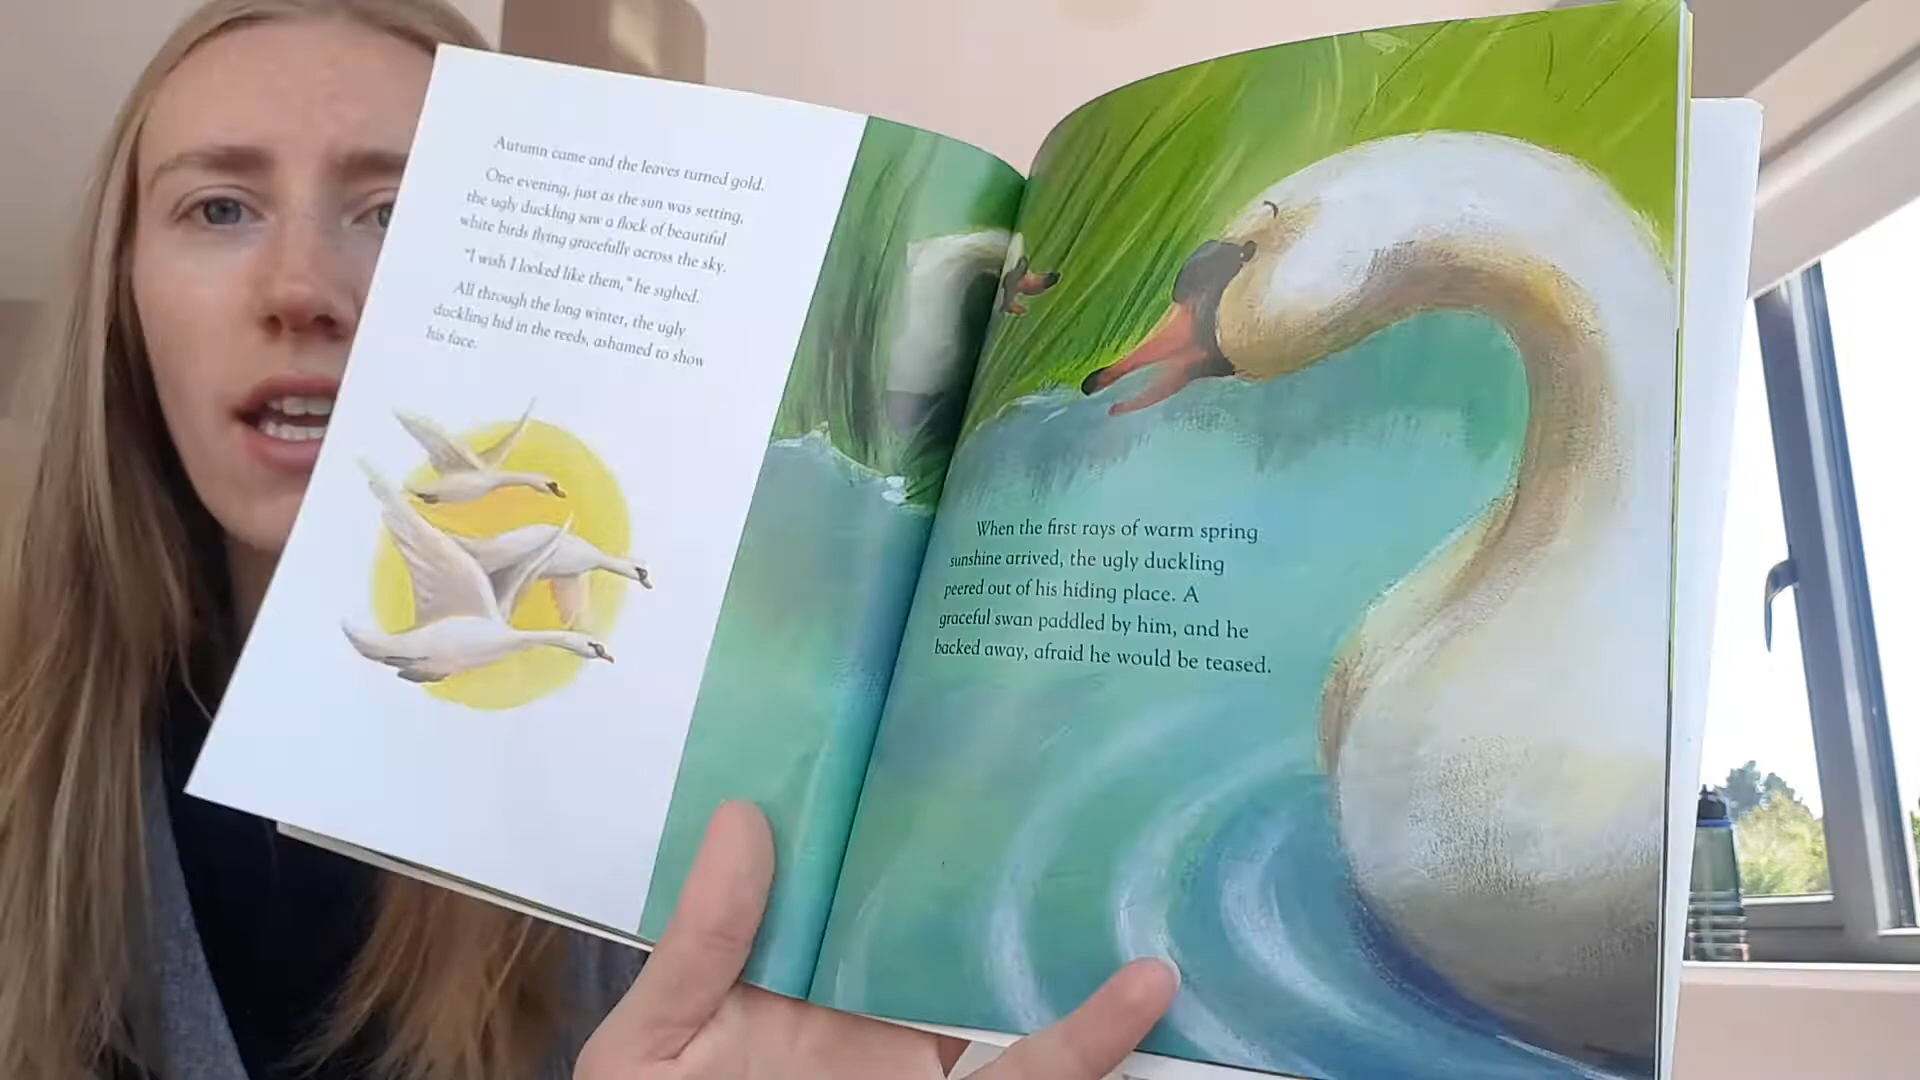 Autumn came and the leaves turned gold.
One evening, just as the sun was setting,
the ugly duckling saw a flock of beautiful
white birds flying gracefully across the sky.
"I wish I looked like them," he sighed.
All through the long winter, the ugly
duckling hid in the reeds, ashamed to show
his face.
When the first rays of warm spring
sunshine arrived, the ugly duckling
peered out of his hiding place. A
graceful swan paddled by him, and he
backed away, afraid he would be teased.